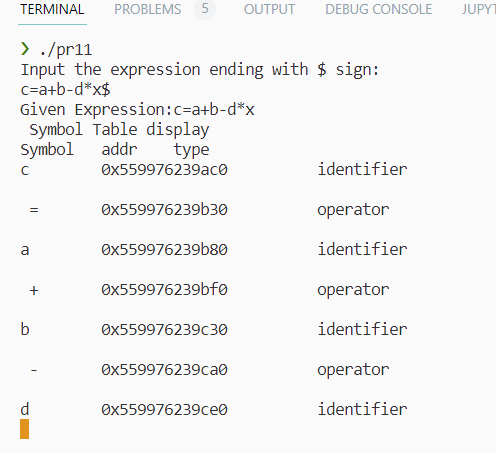 TERMINAL PROBLEMS 5 OUTPUT DEBUG CONSOLE JUPYT
❯ ./pr11
Input the expression ending with $ sign:
c=a+b-d*x$
Given Expression:c=a+b-d*x
Symbol Table display
Symbol addr type
c 0x559976239ac0 identifier
= 0x559976239b30 operator
a 0x559976239b80 identifier
+ 0x559976239bf0 operator
b 0x559976239c30 identifier
- 0x559976239ca0 operator
d 0x559976239ce0 identifier